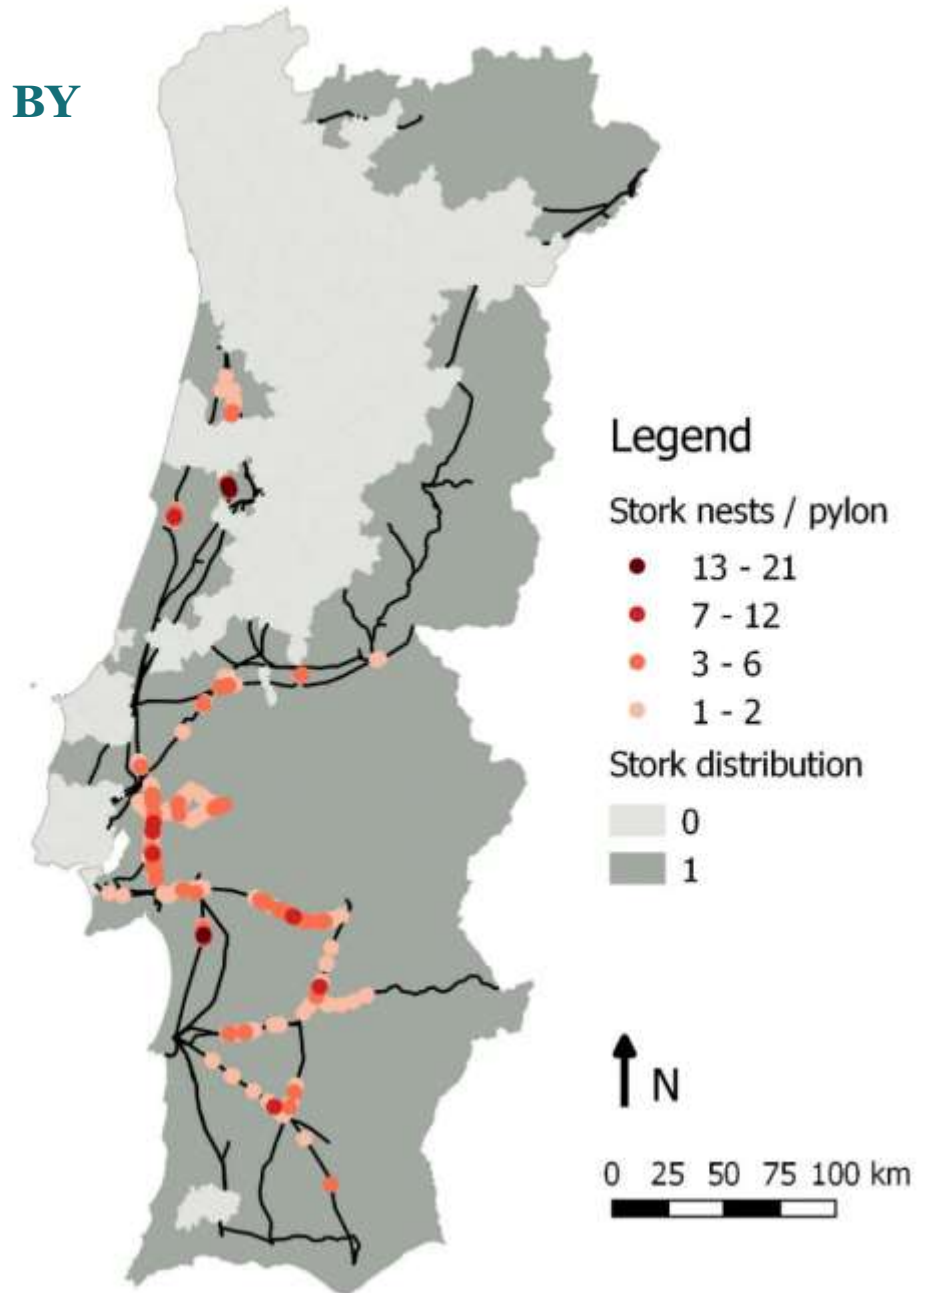 BY
Legend
Stork nests / pylon
13 - 21
7 - 12
3 - 6
1 - 2
Stork distribution
0
1
N
0 25 50 75 100 km